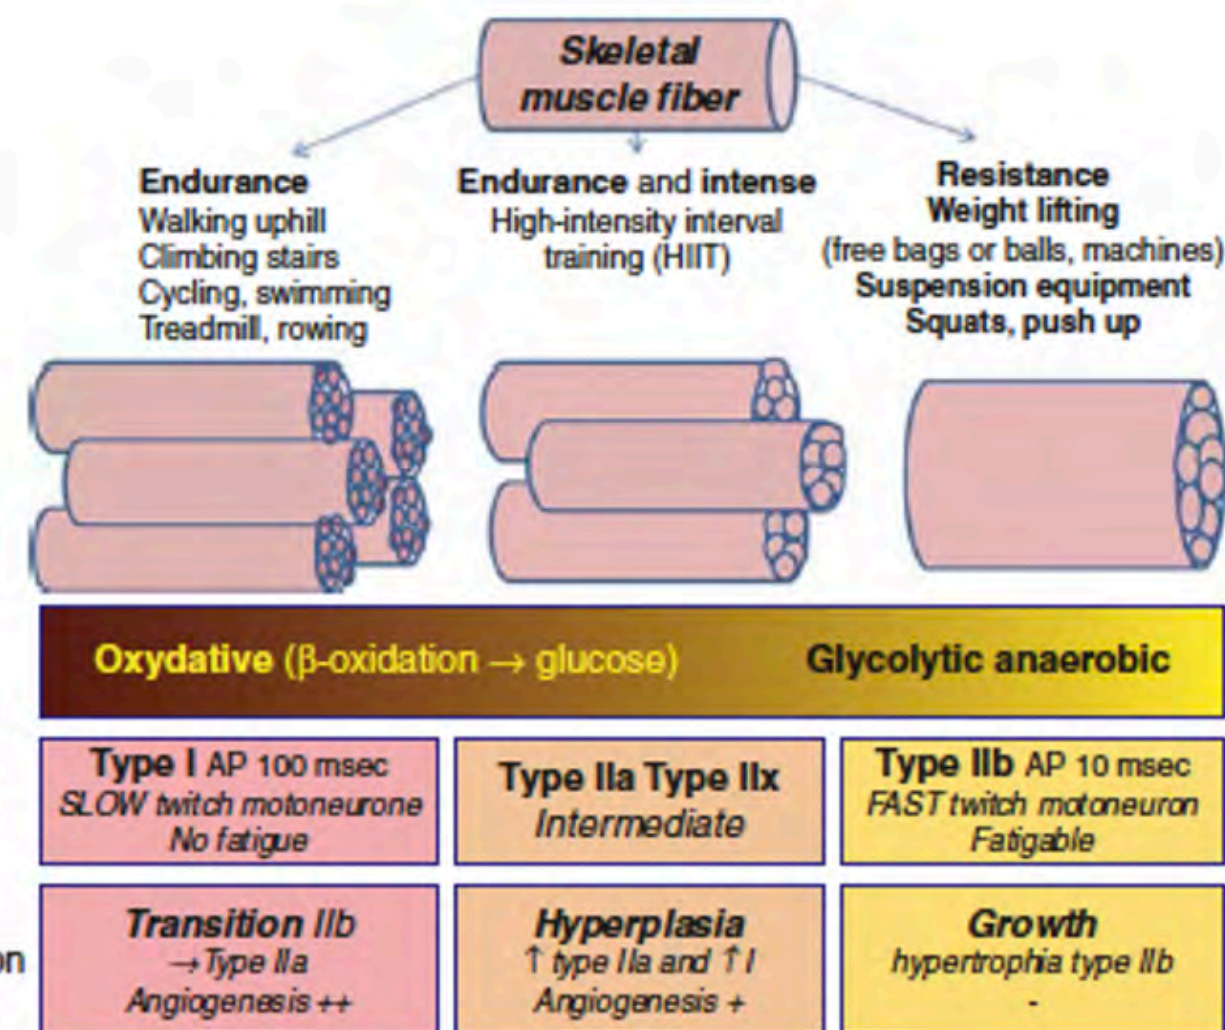 Skeletal
muscle fiber
Endurance
Walking uphill
Climbing stairs
Cycling, swimming
Treadmill, rowing
Endurance and intense
High-intensity interval
training (HIIT)
Resistance
Weight lifting
(free bags or balls, machines)
Suspension equipment
Squats, push up
Oxydative (β-oxidation → glucose)
Glycolytic anaerobic
Type I AP 100 msec
SLOW twitch motoneurone
No fatigue
Type IIa Type IIx
Intermediate
Type IIb AP 10 msec
FAST twitch motoneuron
Fatigable
on
Transition IIb
→ Type IIa
Angiogenesis ++
Hyperplasia
↑ type IIa and ↑ I
Angiogenesis +
Growth
hypertrophia type IIb
-